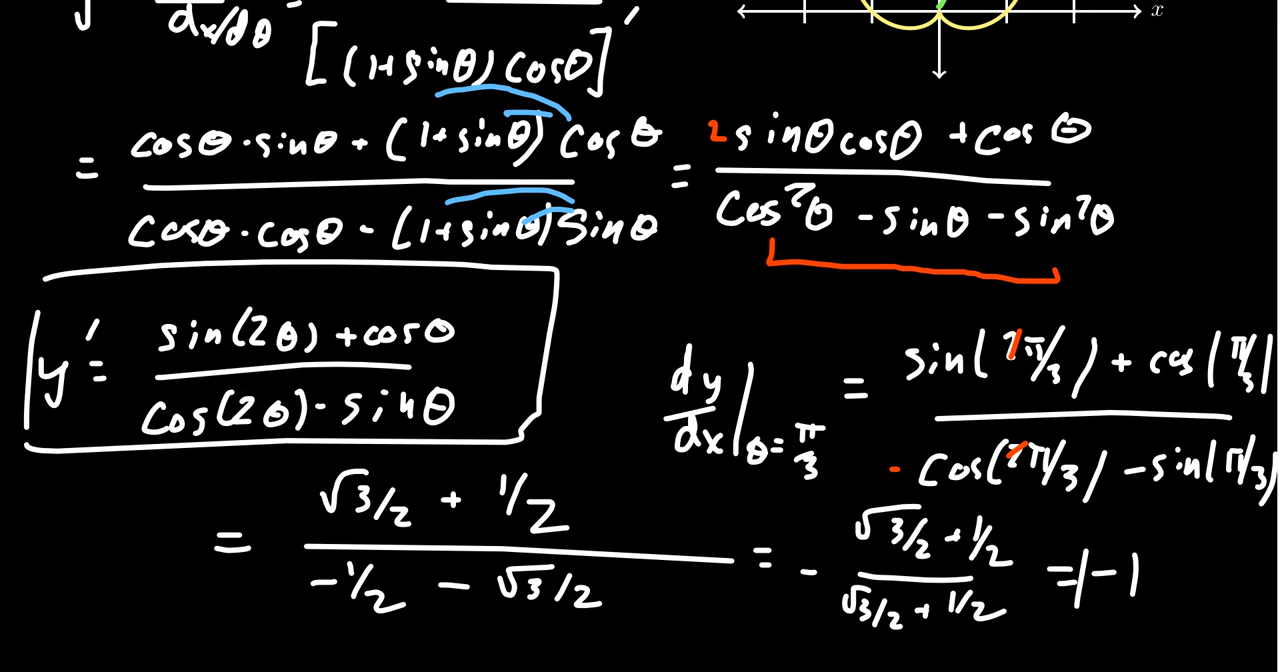 dx/dθ =
[(1+sinθ) cosθ]'
x
= (cosθ·sinθ + (1+sinθ) cosθ) / (cosθ·cosθ - (1+sinθ) sinθ) = (2 sinθ cosθ + cos θ) / (cos²θ - sinθ - sin²θ)
y' = (sin(2θ) + cosθ) / (cos(2θ) - sinθ)
dy/dx |θ=π/3 = (sin(2π/3) + cos(π/3)) / (-cos(2π/3) - sin(π/3))
= (√3/2 + 1/2) / (-1/2 - √3/2) = - (√3/2 + 1/2) / (√3/2 + 1/2) = -1